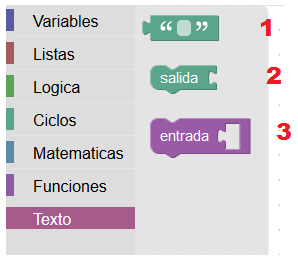 Variables
Listas
Logica
Ciclos
Matematicas
Funciones
Texto
“ ” 1
salida 2
entrada 3